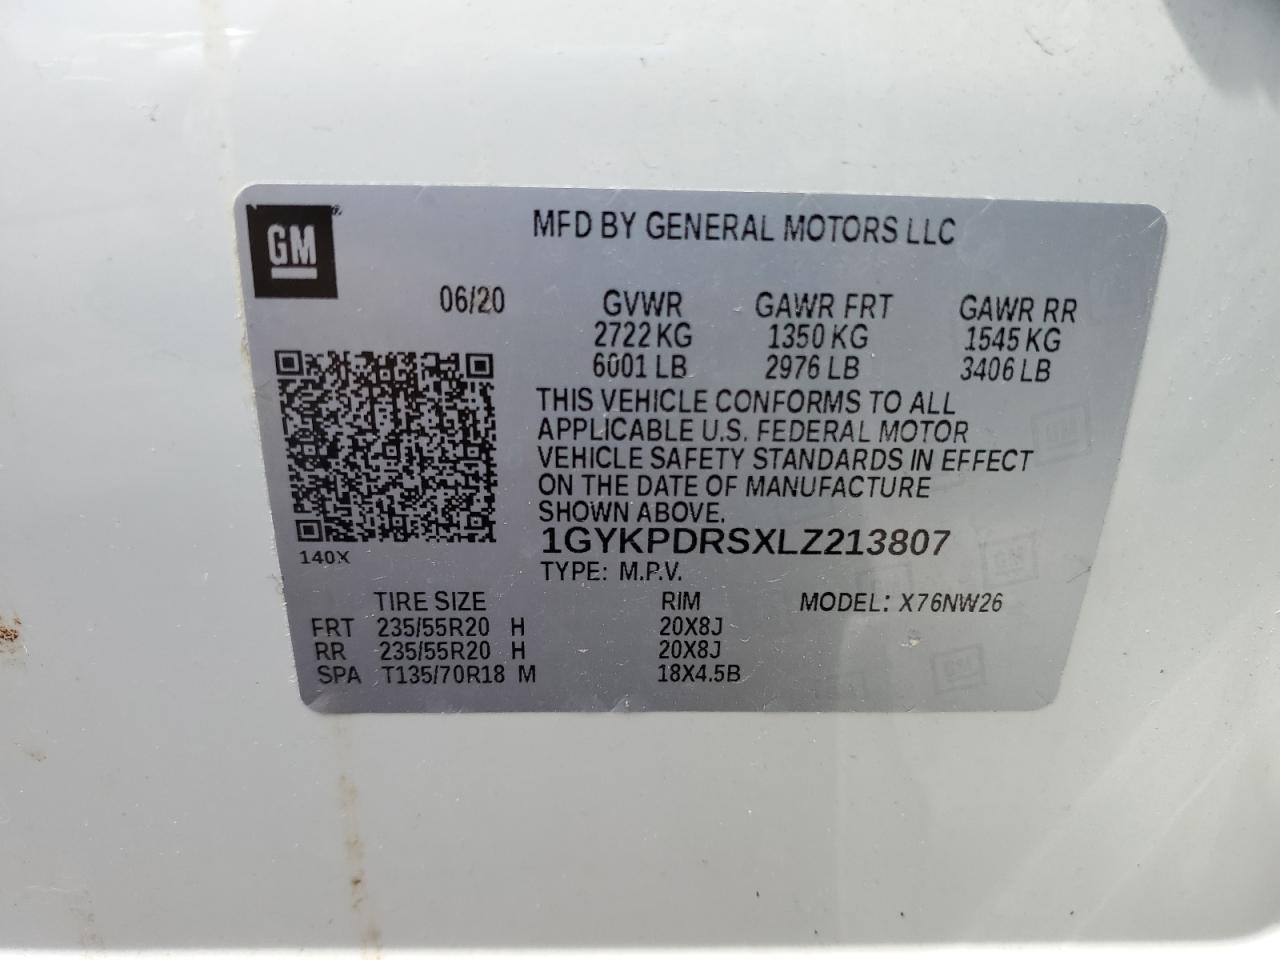 GM
MFD BY GENERAL MOTORS LLC
06/20 GVWR GAWR FRT GAWR RR
2722 KG 1350 KG 1545 KG
6001 LB 2976 LB 3406 LB
THIS VEHICLE CONFORMS TO ALL
APPLICABLE U.S. FEDERAL MOTOR
VEHICLE SAFETY STANDARDS IN EFFECT
ON THE DATE OF MANUFACTURE
SHOWN ABOVE.
1GYKPDRSXLZ213807
140X
TYPE: M.P.V.
TIRE SIZE RIM MODEL: X76NW26
FRT 235/55R20 H 20X8J
RR 235/55R20 H 20X8J
SPA T135/70R18 M 18X4.5B